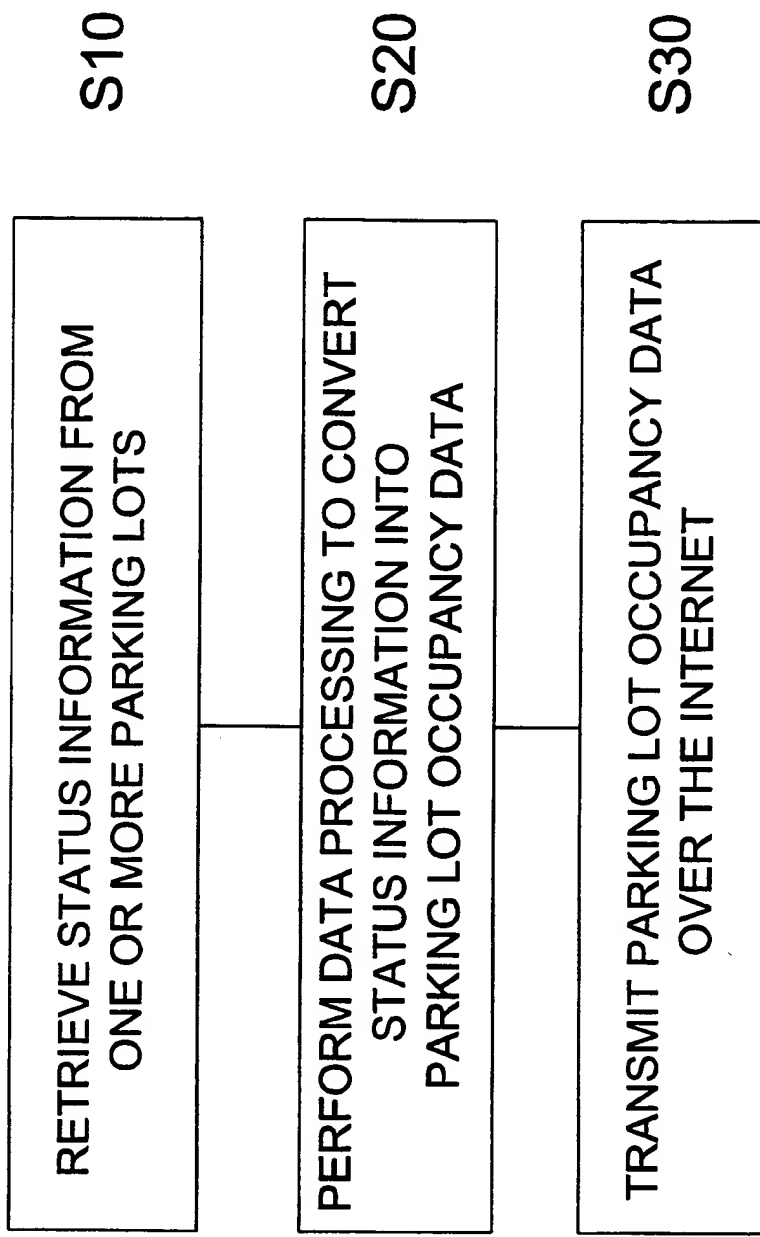 RETRIEVE STATUS INFORMATION FROM
ONE OR MORE PARKING LOTS
S10
PERFORM DATA PROCESSING TO CONVERT
STATUS INFORMATION INTO
PARKING LOT OCCUPANCY DATA
S20
TRANSMIT PARKING LOT OCCUPANCY DATA
OVER THE INTERNET
S30